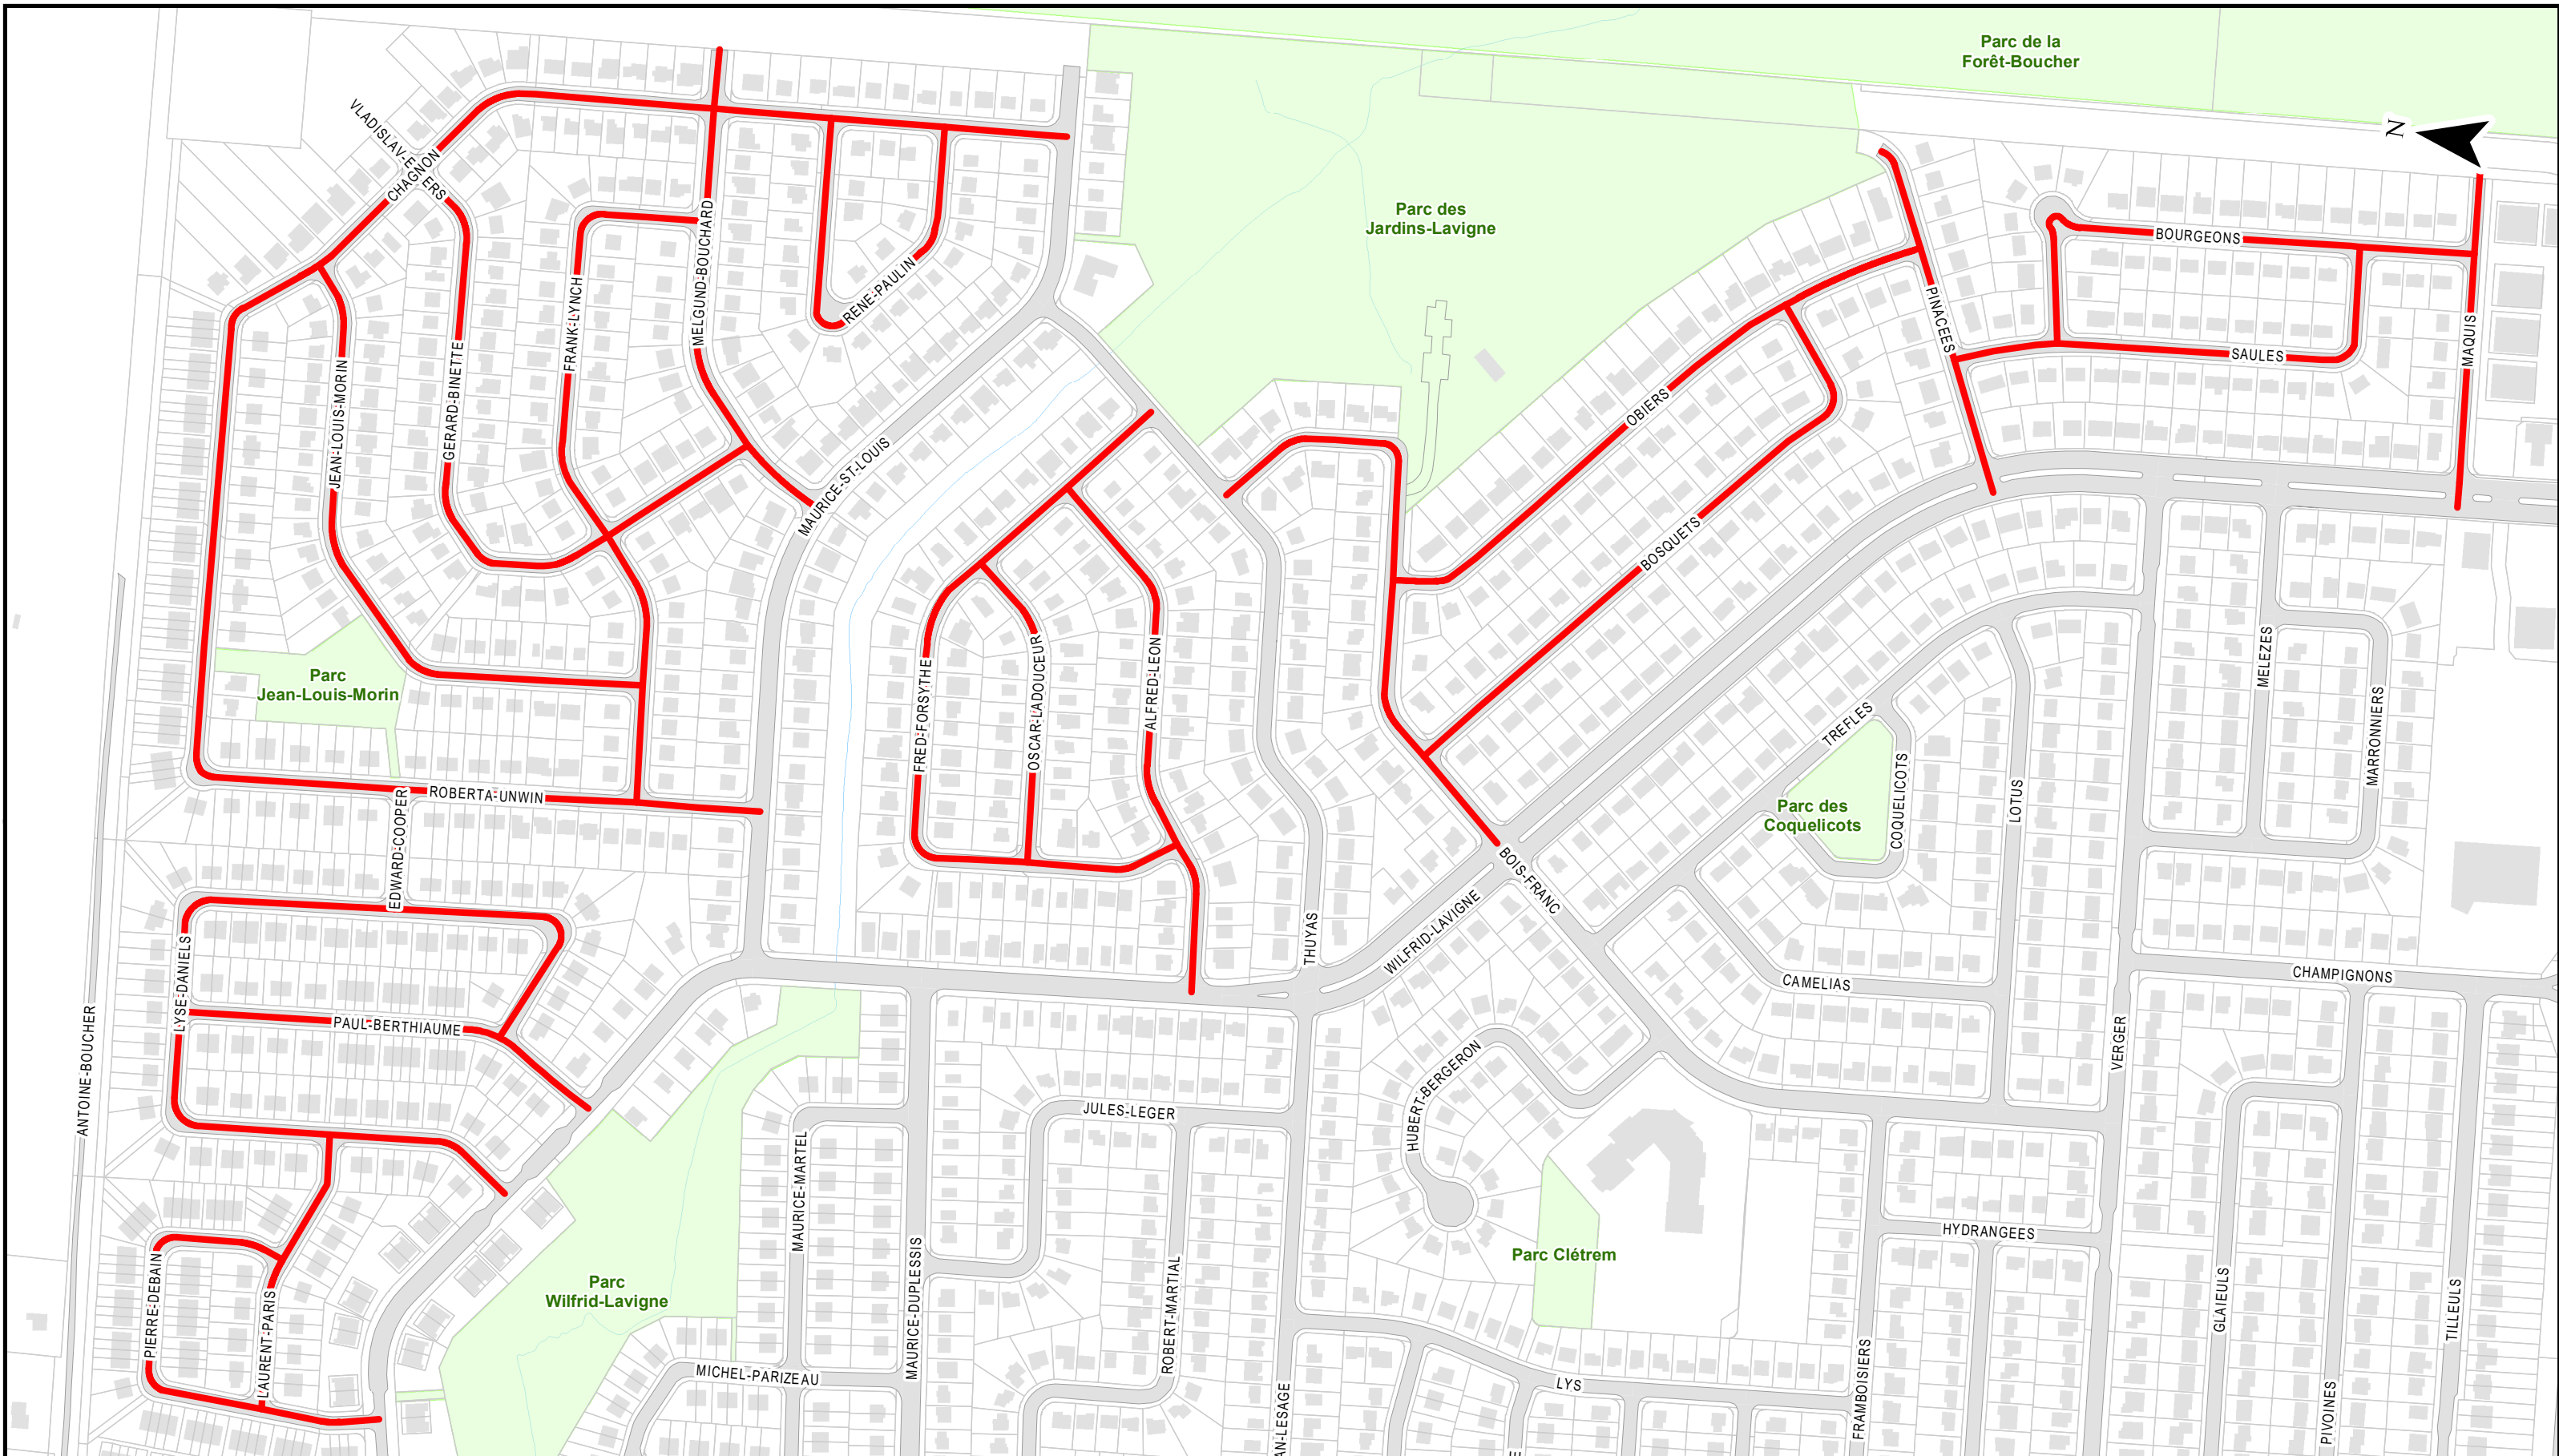 Parc de la
Forêt-Boucher
N
VLADISLAV-E
ERS
CHAGNON
Parc des
Jardins-Lavigne
BOURGEONS
MELGUND-BOUCHARD
RENE-PAULIN
FRANK-LYNCH
PINACEES
SAULES
MAQUIS
JEAN-LOUIS-MORIN
GERARD-BINETTE
OBIERS
MAURICE-ST-LOUIS
BOSQUETS
Parc
Jean-Louis-Morin
FRED-FORSYTHE
OSCAR-LADOUCEUR
ALFRED-LEON
MELEZES
MARRONNIERS
TREFLES
COQUELICOTS
LOTUS
Parc des
Coquelicots
ROBERTA-UNWIN
EDWARD-COOPER
BOIS-FRANC
THUYAS
WILFRID-LAVIGNE
CAMELIAS
CHAMPIGNONS
LYSE-DANIELS
PAUL-BERTHIAUME
ANTOINE-BOUCHER
VERGER
HUBERT-BERGERON
JULES-LEGER
MAURICE-MARTEL
MAURICE-DUPLESSIS
HYDRANGEES
Parc Clétrem
Parc
Wilfrid-Lavigne
PIERRE-DEBAIN
LAURENT-PARIS
ROBERT-MARTIAL
GLAIEULS
TILLEULS
MICHEL-PARIZEAU
LYS
FRAMBOISIERS
PIVOINES
AN-LESAGE